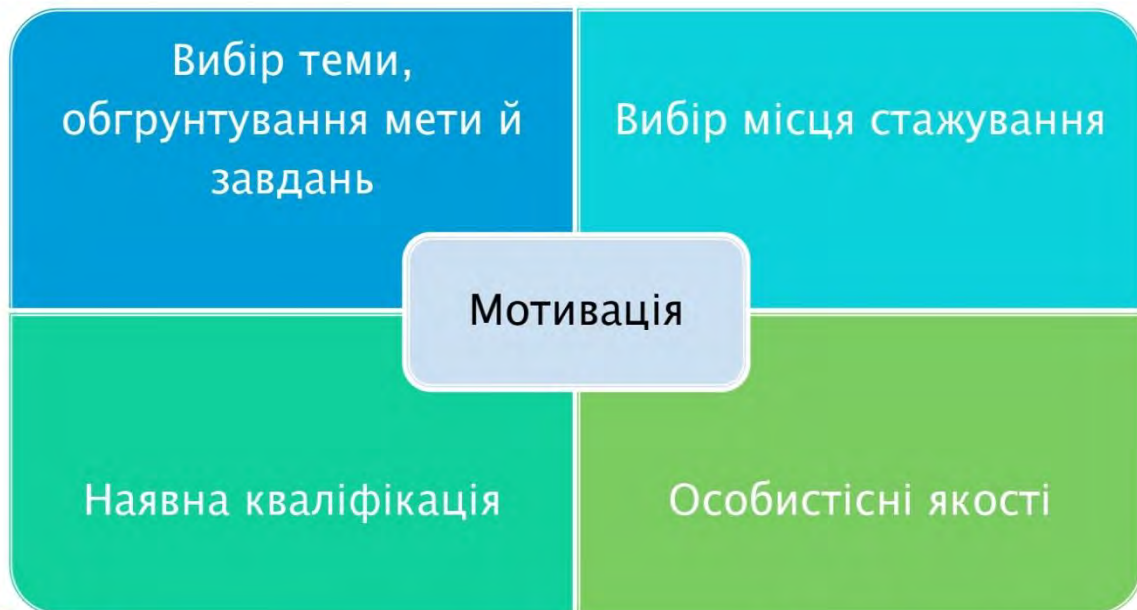 Вибір теми,
обгрунтування мети й
завдань
Вибір місця стажування
Мотивація
Наявна кваліфікація
Особистісні якості